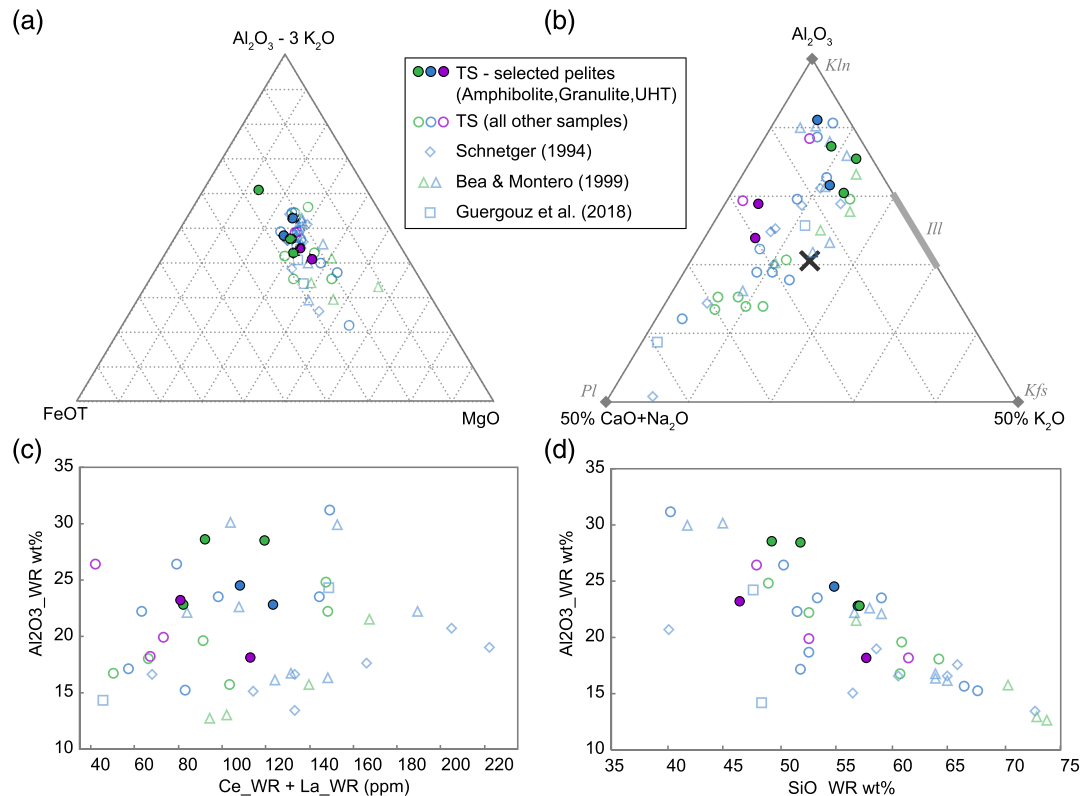 (a)
Al2O3 - 3 K2O
FeOT
MgO
TS - selected pelites
(Amphibolite,Granulite,UHT)
TS (all other samples)
Schnetger (1994)
Bea & Montero (1999)
Guergouz et al. (2018)
(b)
Al2O3
Kln
Ill
Pl
Kfs
50% CaO+Na2O
50% K2O
(c)
35
30
25
20
15
10
Al2O3_WR wt%
40 60 80 100 120 140 160 180 200 220
Ce_WR + La_WR (ppm)
(d)
35
30
25
20
15
10
Al2O3_WR wt%
35 45 50 55 60 65 70 75
SiO_WR wt%